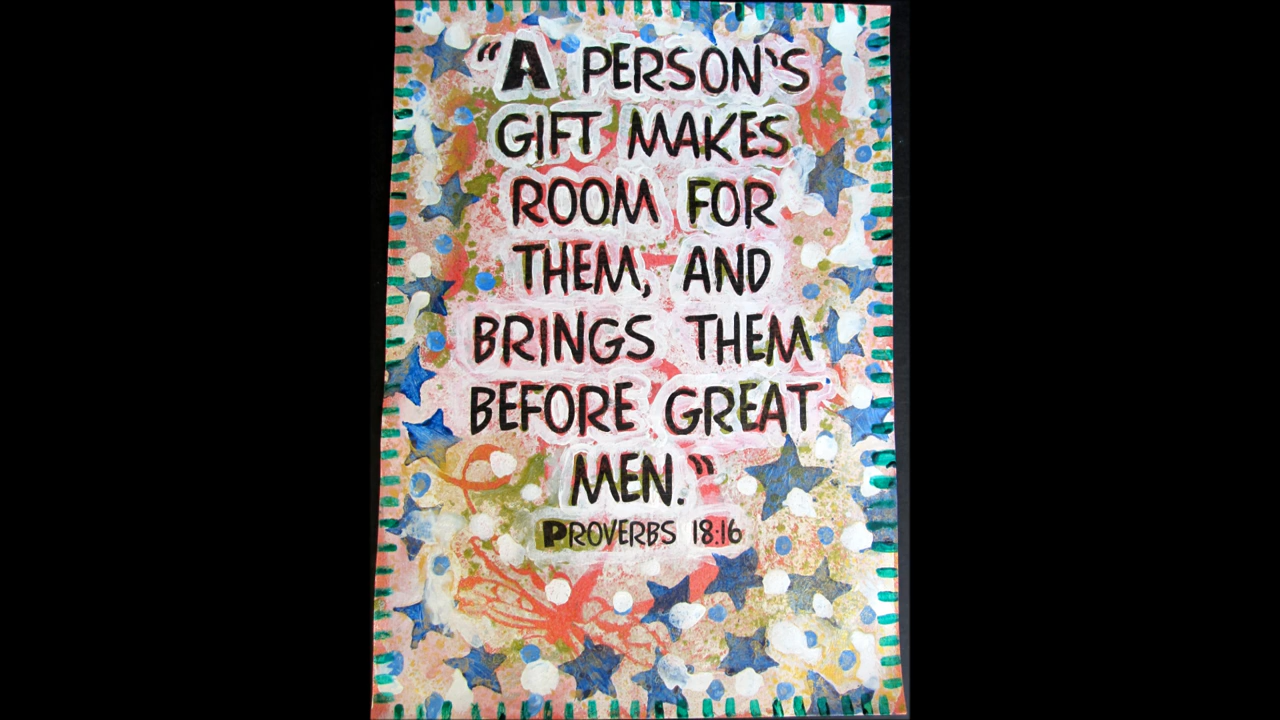 “A PERSON'S
GIFT MAKES
ROOM FOR
THEM, AND
BRINGS THEM
BEFORE GREAT
MEN.”
PROVERBS 18:16